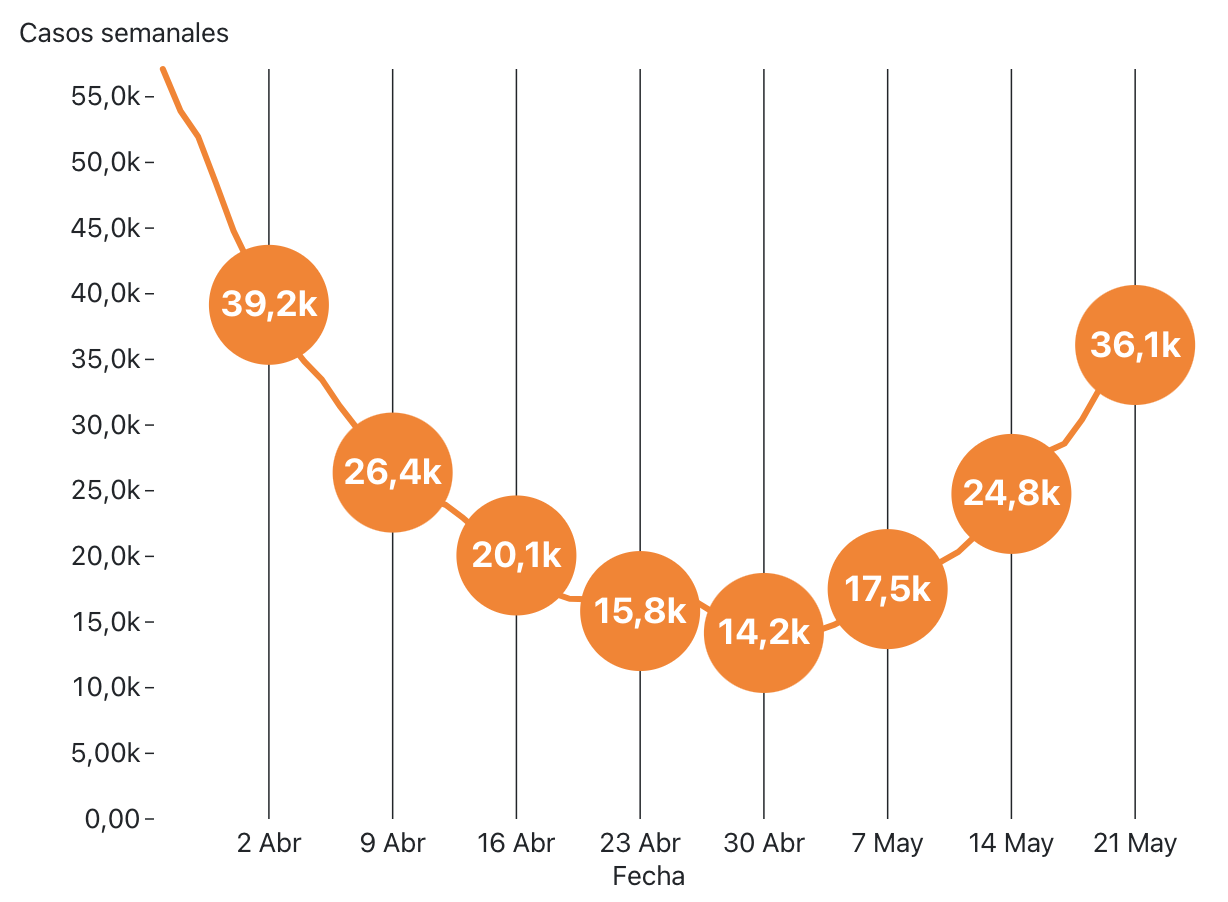 Casos semanales
55,0k
50,0k
45,0k
40,0k
35,0k
30,0k
25,0k
20,0k
15,0k
10,0k
5,00k
0,00
39,2k
26,4k
20,1k
15,8k
14,2k
17,5k
24,8k
36,1k
2 Abr 9 Abr 16 Abr 23 Abr 30 Abr 7 May 14 May 21 May
Fecha